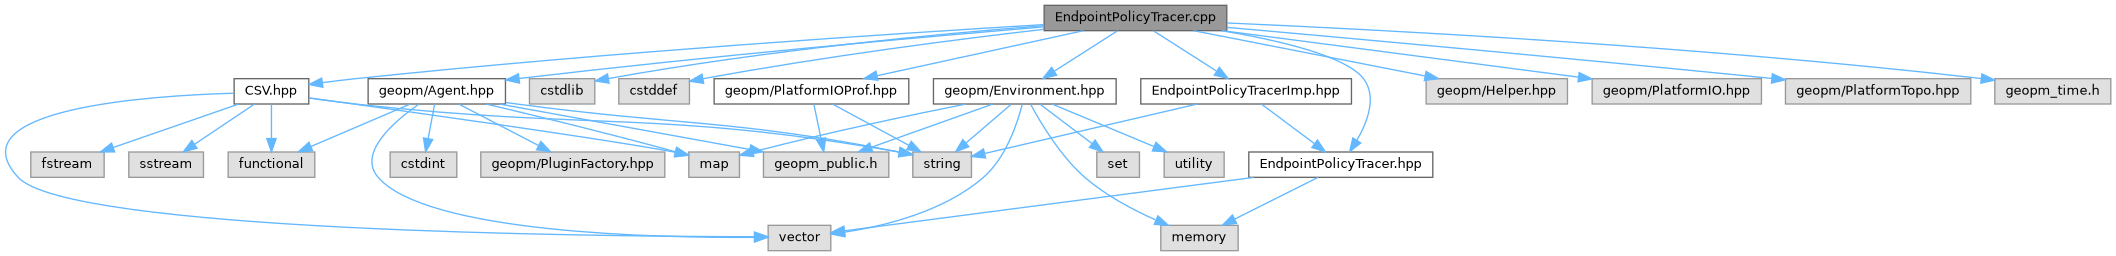 EndpointPolicyTracer.cpp
CSV.hpp
geopm/Agent.hpp
cstdlib
cstddef
geopm/PlatformIOProf.hpp
geopm/Environment.hpp
EndpointPolicyTracerImp.hpp
geopm/Helper.hpp
geopm/PlatformIO.hpp
geopm/PlatformTopo.hpp
geopm_time.h
fstream
sstream
functional
cstdint
geopm/PluginFactory.hpp
map
geopm_public.h
string
set
utility
EndpointPolicyTracer.hpp
vector
memory